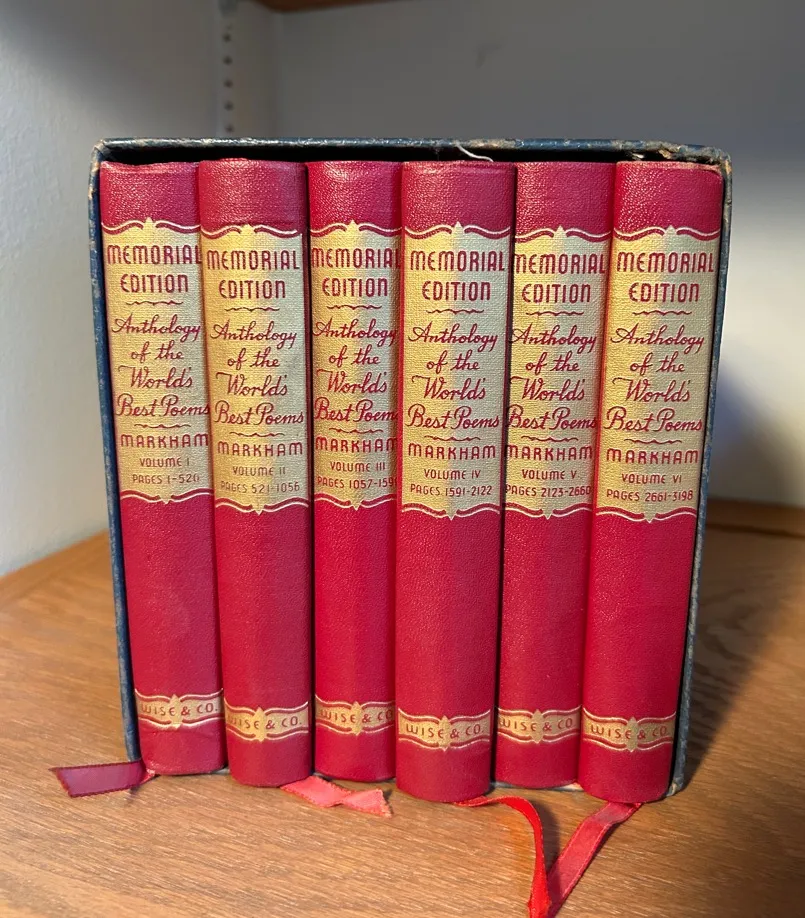 MEMORIAL
EDITION
Anthology
of the
World's
Best Poems
MARKHAM
VOLUME I
PAGES 1-520
WISE & CO.
MEMORIAL
EDITION
Anthology
of the
World's
Best Poems
MARKHAM
VOLUME II
PAGES 521-1056
WISE & CO.
MEMORIAL
EDITION
Anthology
of the
World's
Best Poems
MARKHAM
VOLUME III
PAGES 1057-1590
WISE & CO.
MEMORIAL
EDITION
Anthology
of the
World's
Best Poems
MARKHAM
VOLUME IV
PAGES 1591-2122
WISE & CO.
MEMORIAL
EDITION
Anthology
of the
World's
Best Poems
MARKHAM
VOLUME V
PAGES 2123-2660
WISE & CO.
MEMORIAL
EDITION
Anthology
of the
World's
Best Poems
MARKHAM
VOLUME VI
PAGES 2661-3198
WISE & CO.